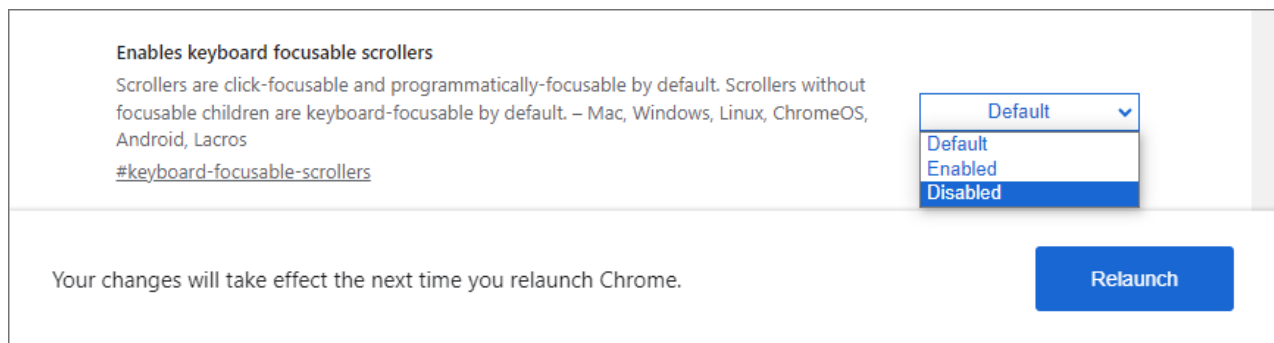 Enables keyboard focusable scrollers
Scrollers are click-focusable and programmatically-focusable by default. Scrollers without
focusable children are keyboard-focusable by default. – Mac, Windows, Linux, ChromeOS,
Android, Lacros
#keyboard-focusable-scrollers
Default
Default
Enabled
Disabled
Your changes will take effect the next time you relaunch Chrome.
Relaunch